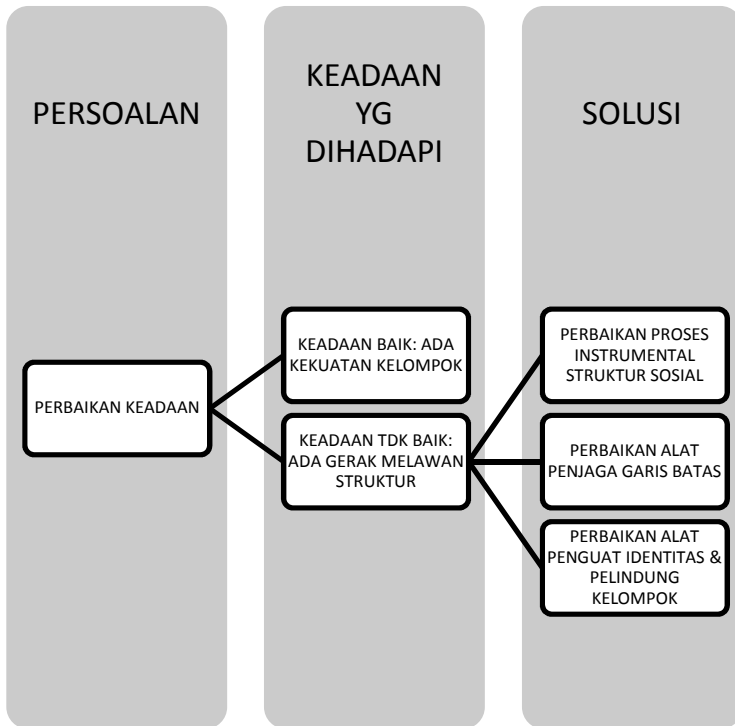 PERSOALAN
KEADAAN
YG
DIHADAPI
SOLUSI
PERBAIKAN KEADAAN
KEADAAN BAIK: ADA
KEKUATAN KELOMPOK
KEADAAN TDK BAIK:
ADA GERAK MELAWAN
STRUKTUR
PERBAIKAN PROSES
INSTRUMENTAL
STRUKTUR SOSIAL
PERBAIKAN ALAT
PENJAGA GARIS BATAS
PERBAIKAN ALAT
PENGUAT IDENTITAS &
PELINDUNG
KELOMPOK